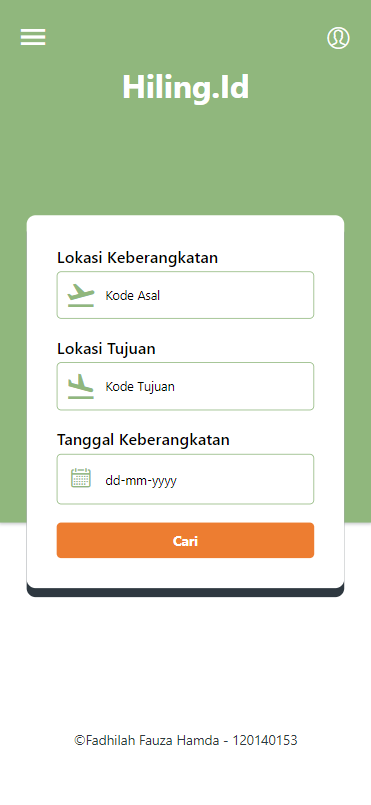 Hiling.Id
Lokasi Keberangkatan
Kode Asal
Lokasi Tujuan
Kode Tujuan
Tanggal Keberangkatan
dd-mm-yyyy
Cari
©Fadhilah Fauza Hamda - 120140153